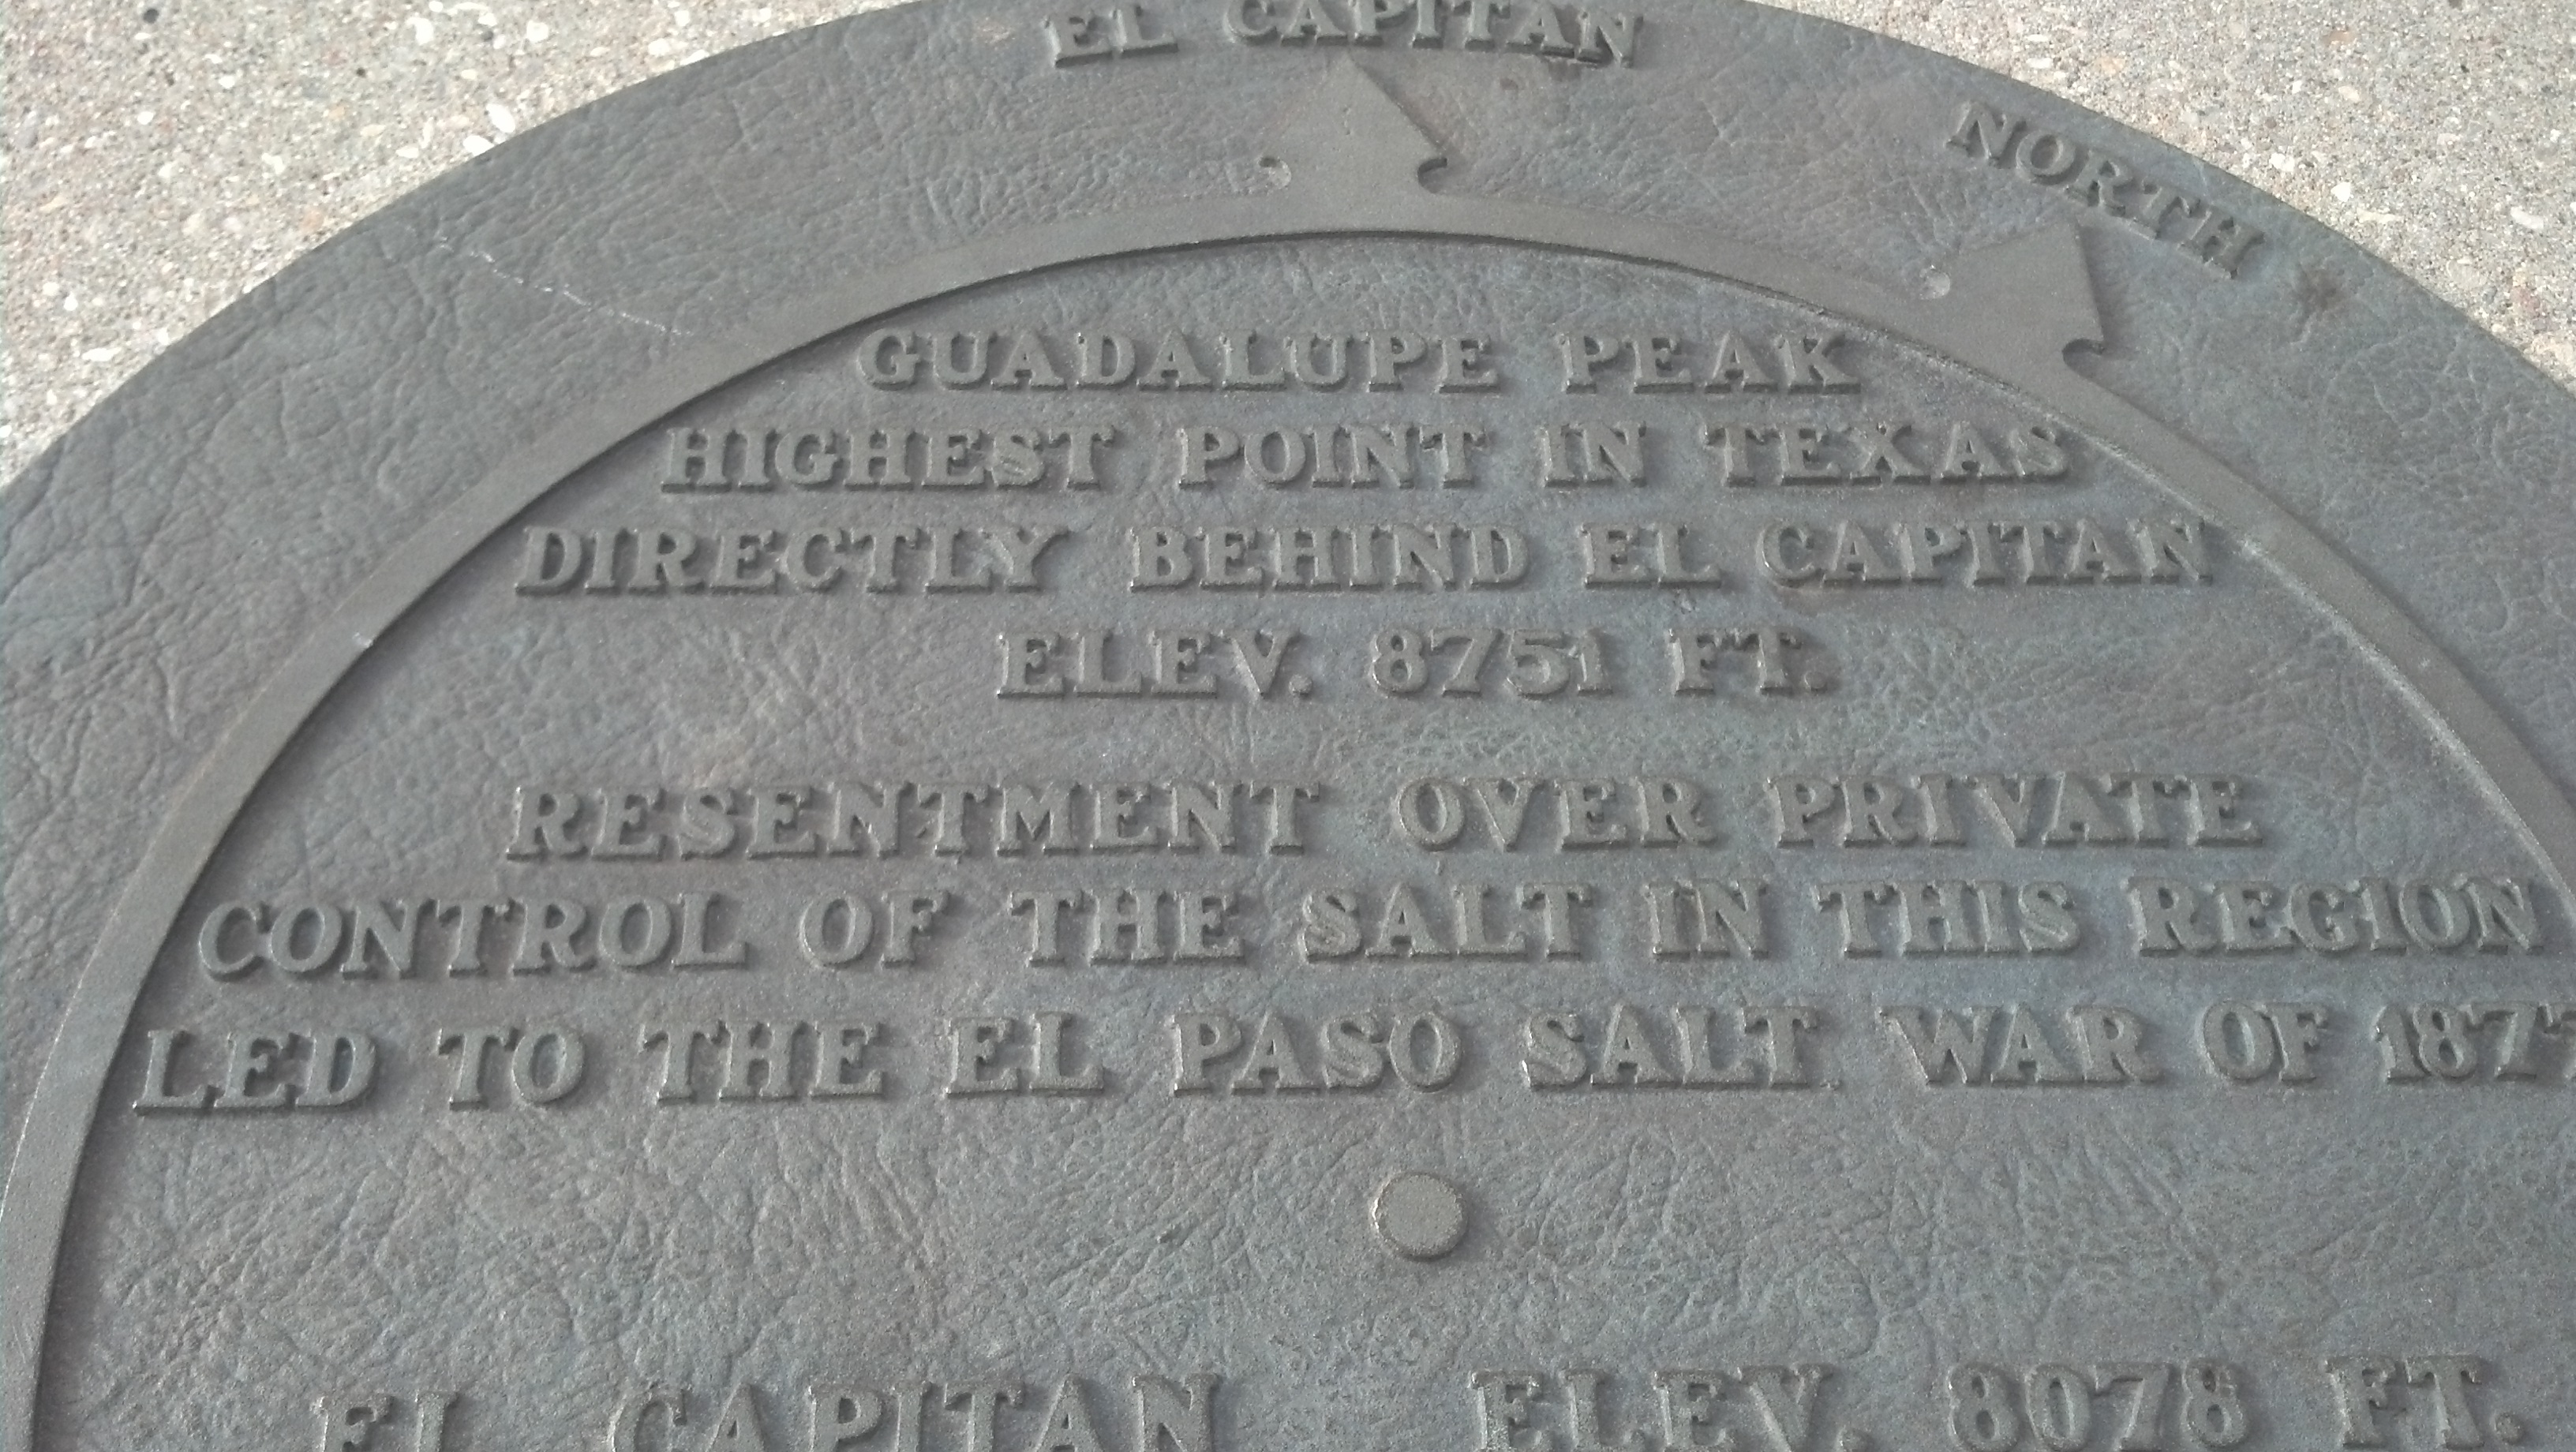 EL CAPITAN
NORTH
GUADALUPE PEAK
HIGHEST POINT IN TEXAS
DIRECTLY BEHIND EL CAPITAN
ELEV. 8751 FT.
RESENTMENT OVER PRIVATE
CONTROL OF THE SALT IN THIS REGION
LED TO THE EL PASO SALT WAR OF 1877
EL CAPITAN ELEV. 8078 FT.